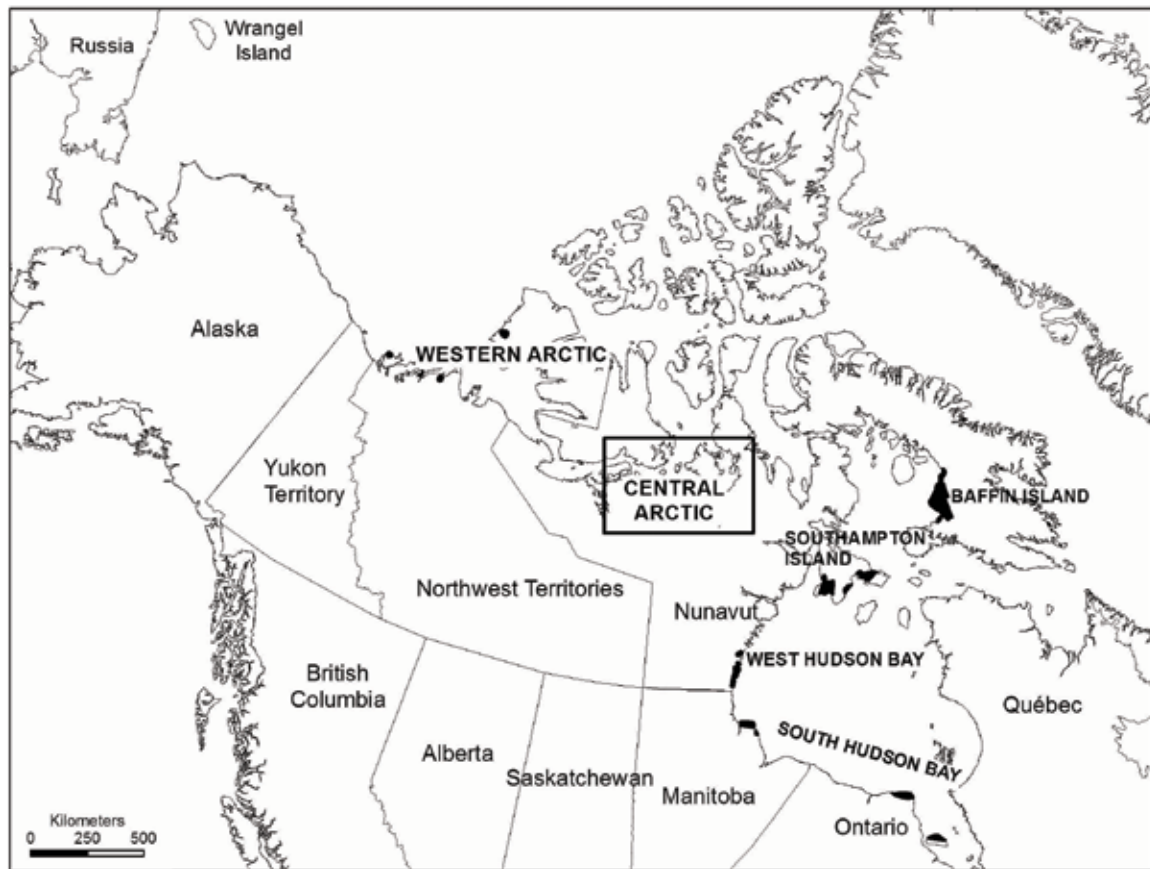 Russia
Wrangel
Island
Alaska
WESTERN ARCTIC
Yukon
Territory
CENTRAL
ARCTIC
BAFFIN ISLAND
SOUTHAMPTON
ISLAND
Northwest Territories
Nunavut
British
Columbia
WEST HUDSON BAY
Québec
Alberta
Saskatchewan
SOUTH HUDSON BAY
Manitoba
Ontario
Kilometers
0 250 500